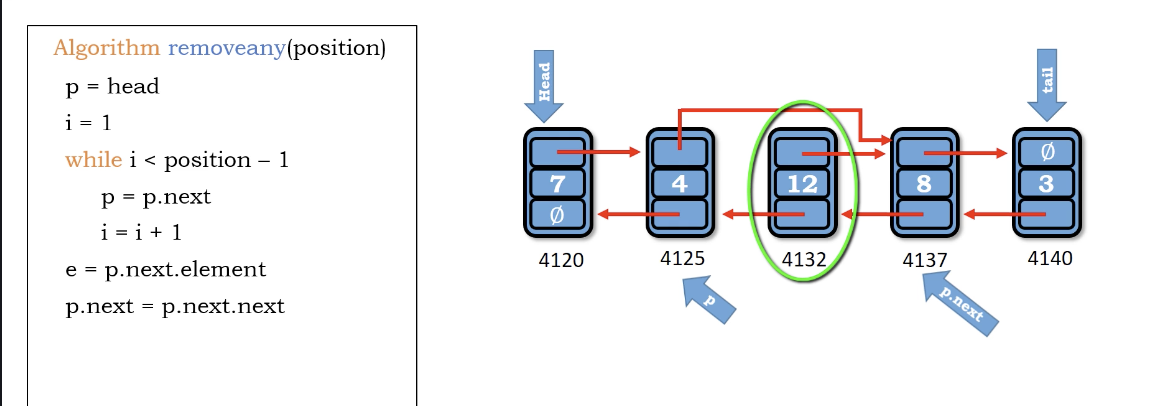 Algorithm removeany(position)
p = head
i = 1
while i < position – 1
p = p.next
i = i + 1
e = p.next.element
p.next = p.next.next
Head
tail
∅
7 4 12 8 3
∅
4120 4125 4132 4137 4140
p
p.next